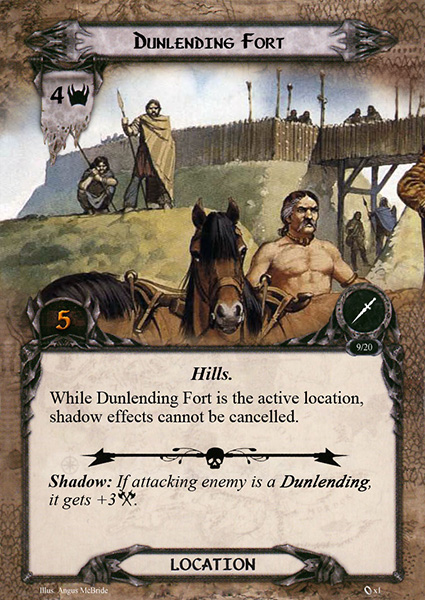 DUNLENDING FORT
4
5
9/20
Hills.
While Dunlending Fort is the active location,
shadow effects cannot be cancelled.
Shadow: If attacking enemy is a Dunlending,
it gets +3.
LOCATION
Illus. Angus McBride
x1